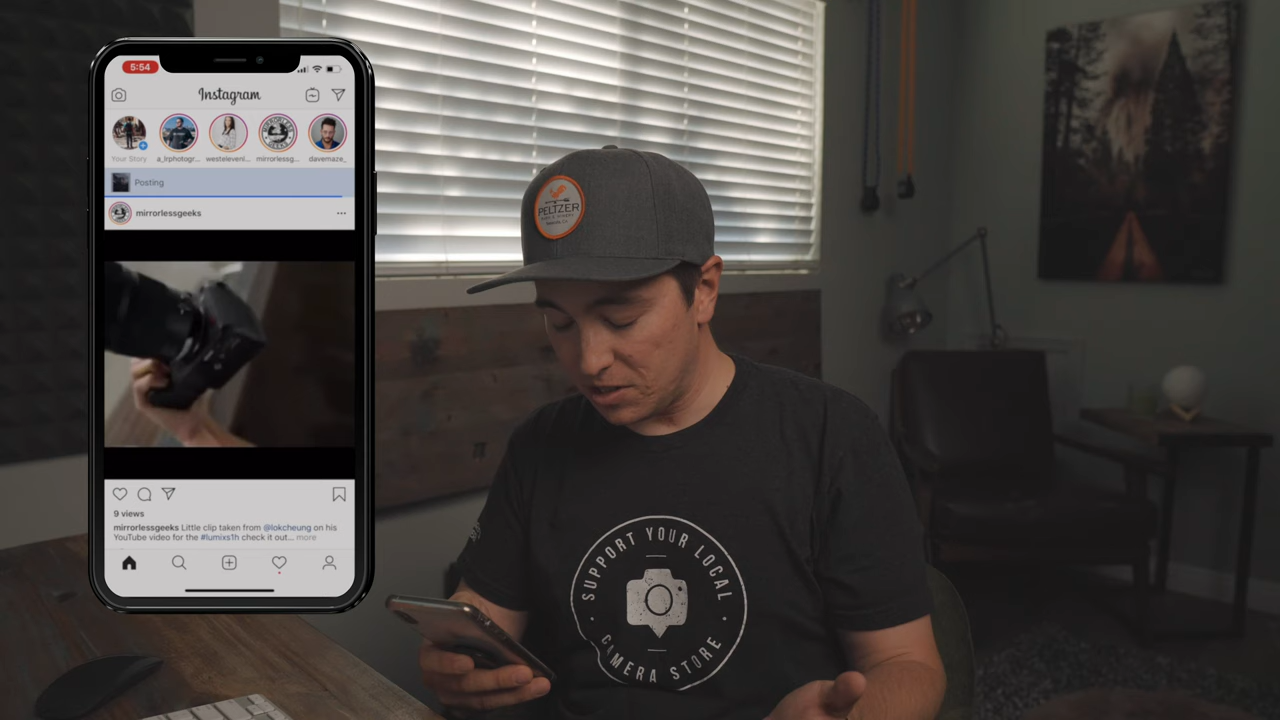 5:54
Instagram
Your Story
a_lrphotogr...
westeleveni...
mirrorlessg...
davemaze_
Posting
mirrorlessgeeks
9 views
mirrorlessgeeks Little clip taken from @lokcheung on his
YouTube video for the #lumixs1h check it out... more
PELTZER
SUPPORT YOUR LOCAL
CAMERA STORE